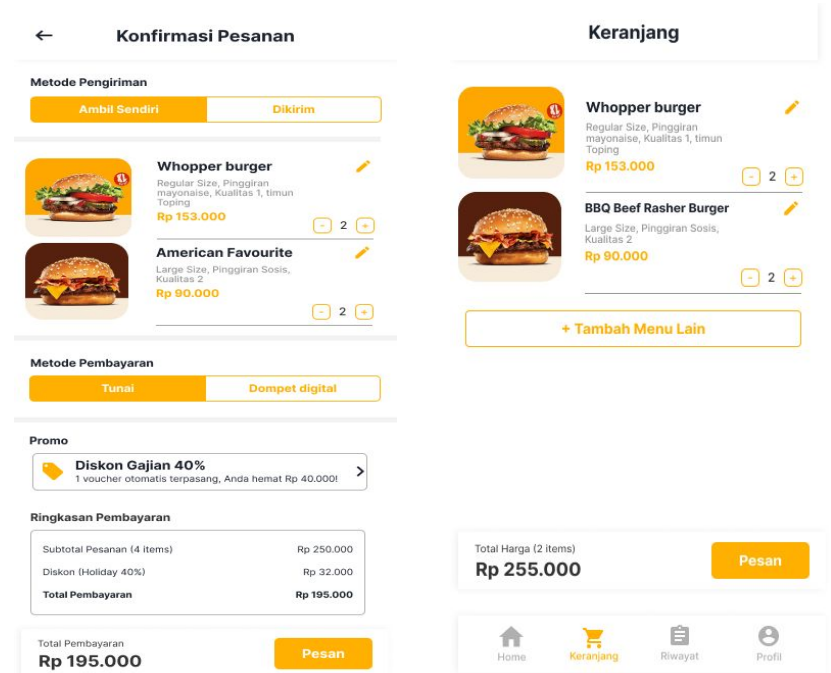 Konfirmasi Pesanan
Metode Pengiriman
Ambil Sendiri
Dikirim
Whopper burger
Regular Size, Pinggiran
mayonaise, Kualitas 1, timun
Toping
Rp 153.000
- 2 +
American Favourite
Large Size, Pinggiran Sosis,
Kualitas 2
Rp 90.000
- 2 +
Metode Pembayaran
Tunai
Dompet digital
Promo
Diskon Gajian 40%
1 voucher otomatis terpasang, Anda hemat Rp 40.000!
Ringkasan Pembayaran
Subtotal Pesanan (4 items) Rp 250.000
Diskon (Holiday 40%) Rp 32.000
Total Pembayaran Rp 195.000
Total Pembayaran
Rp 195.000
Pesan
Keranjang
Whopper burger
Regular Size, Pinggiran
mayonaise, Kualitas 1, timun
Toping
Rp 153.000
- 2 +
BBQ Beef Rasher Burger
Large Size, Pinggiran Sosis,
Kualitas 2
Rp 90.000
- 2 +
+ Tambah Menu Lain
Total Harga (2 items)
Rp 255.000
Pesan
Home
Keranjang
Riwayat
Profil